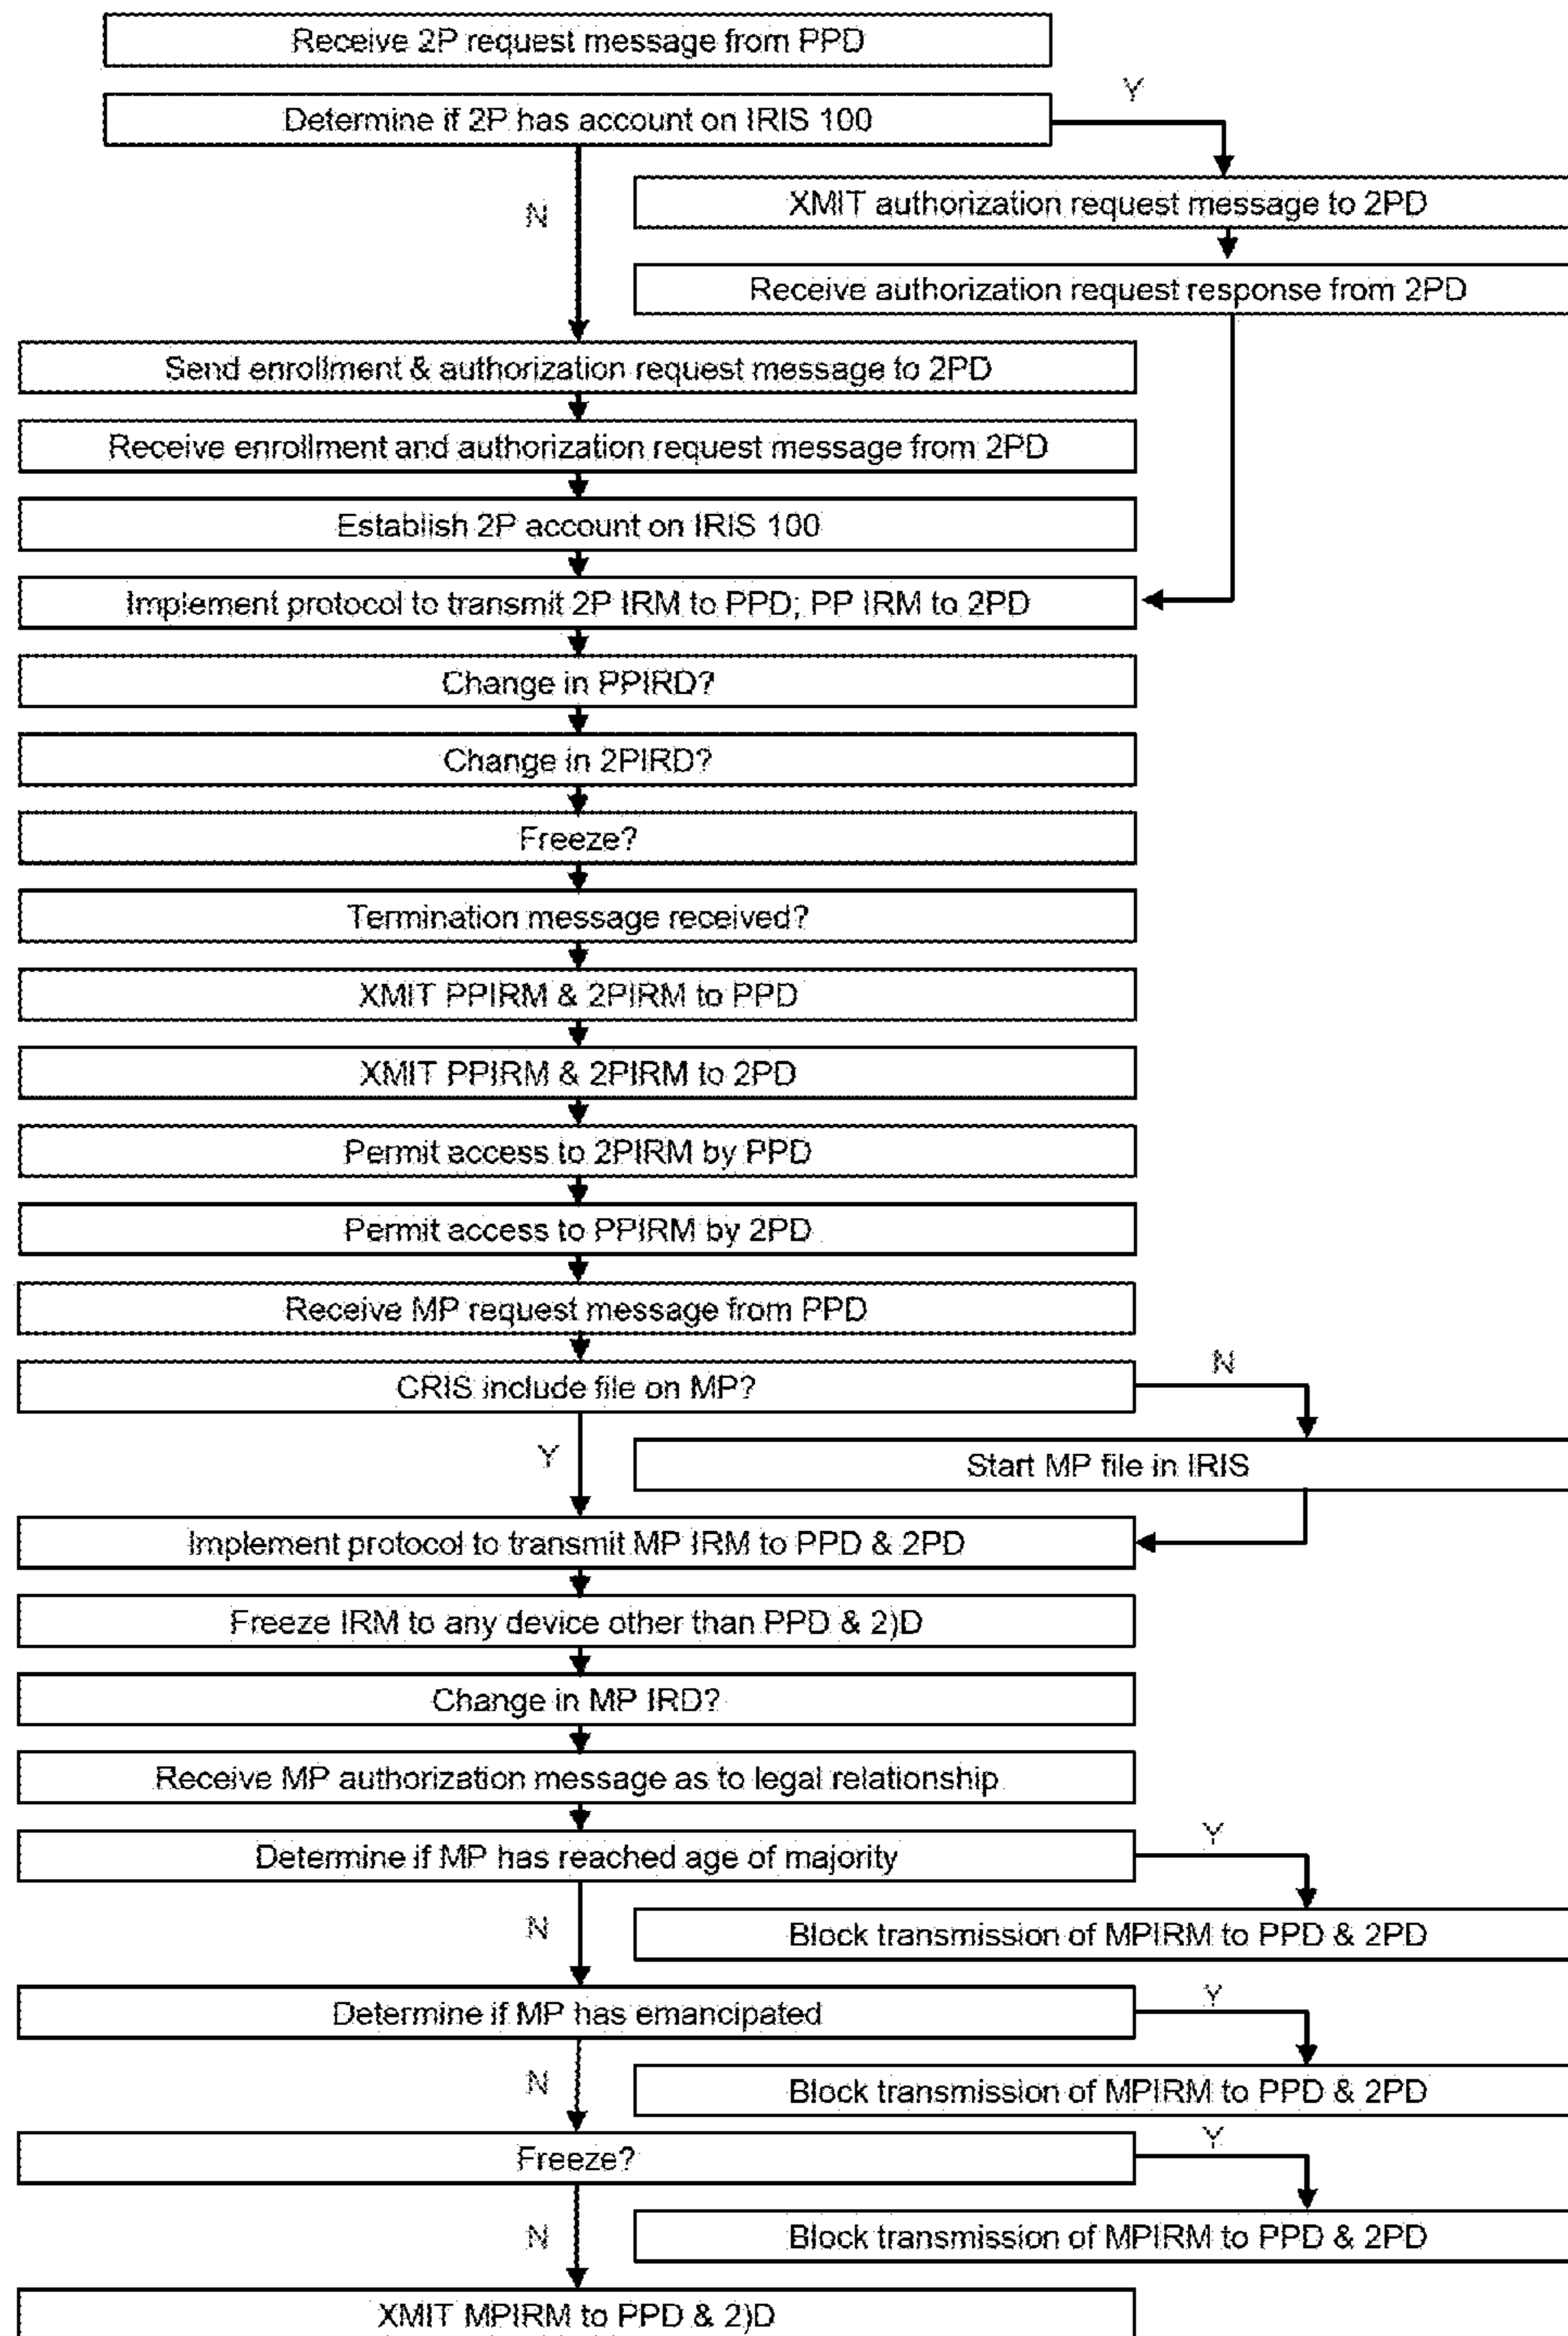 Receive 2P request message from PPD
Y
Determine if 2P has account on IRIS 100
XMIT authorization request message to 2PD
N
Receive authorization request response from 2PD
Send enrollment & authorization request message to 2PD
Receive enrollment and authorization request message from 2PD
Establish 2P account on IRIS 100
Implement protocol to transmit 2P IRM to PPD; PP IRM to 2PD
Change in PPIRD?
Change in 2PIRD?
Freeze?
Termination message received?
XMIT PPIRM & 2PIRM to PPD
XMIT PPIRM & 2PIRM to 2PD
Permit access to 2PIRM by PPD
Permit access to PPIRM by 2PD
Receive MP request message from PPD
N
CRIS include file on MP?
Y
Start MP file in IRIS
Implement protocol to transmit MP IRM to PPD & 2PD
Freeze IRM to any device other than PPD & 2)D
Change in MP IRD?
Receive MP authorization message as to legal relationship
Y
Determine if MP has reached age of majority
N
Block transmission of MPIRM to PPD & 2PD
Y
Determine if MP has emancipated
N
Block transmission of MPIRM to PPD & 2PD
Y
Freeze?
N
Block transmission of MPIRM to PPD & 2PD
XMIT MPIRM to PPD & 2)D